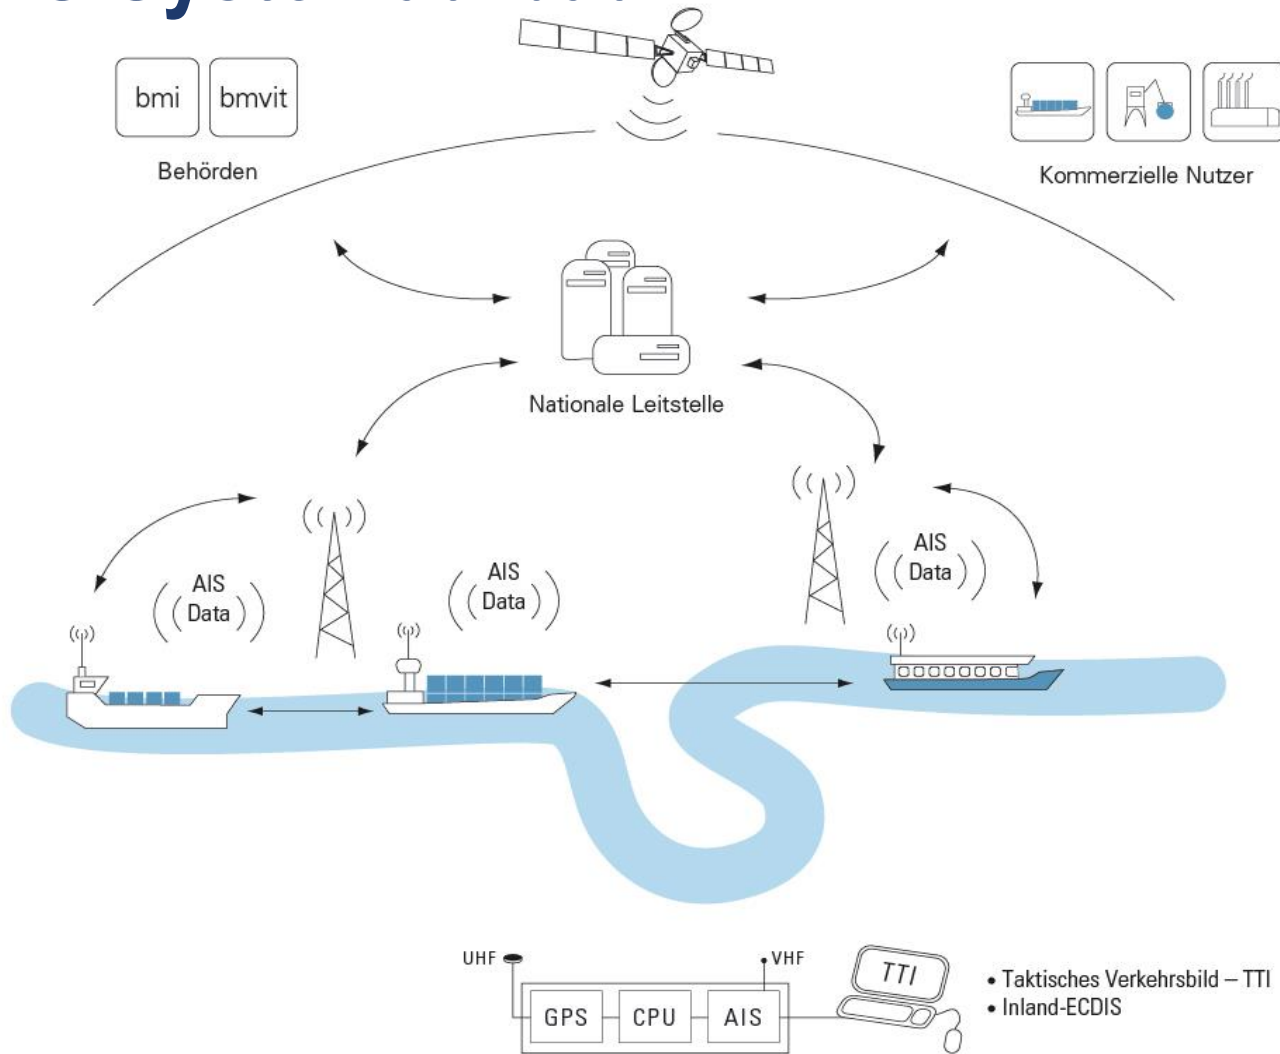 bmi bmvit
Behörden
Kommerzielle Nutzer
Nationale Leitstelle
AIS
Data
AIS
Data
AIS
Data
UHF
VHF
GPS CPU AIS
TTI
• Taktisches Verkehrsbild – TTI
• Inland-ECDIS